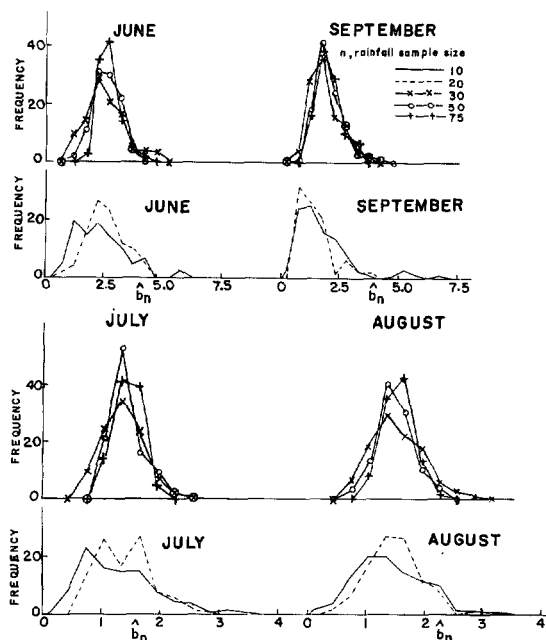 JUNE
SEPTEMBER
n, rainfall sample size
10
20
30
50
75
FREQUENCY
40
20
0
JUNE
SEPTEMBER
FREQUENCY
20
0
0 2.5 5.0 7.5
0 2.5 5.0 7.5
b̂n
b̂n
JULY
AUGUST
FREQUENCY
40
20
0
JULY
AUGUST
FREQUENCY
20
0
0 1 2 3 4
0 1 2 3 4
b̂n
b̂n